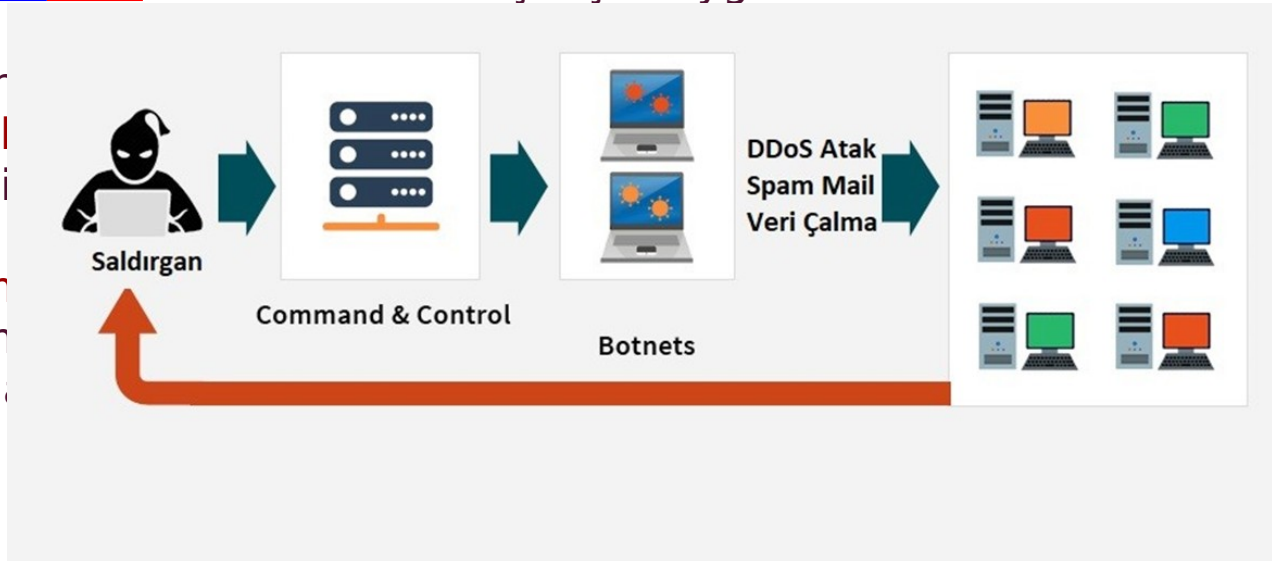 Saldırgan
Command & Control
Botnets
DDoS Atak
Spam Mail
Veri Çalma